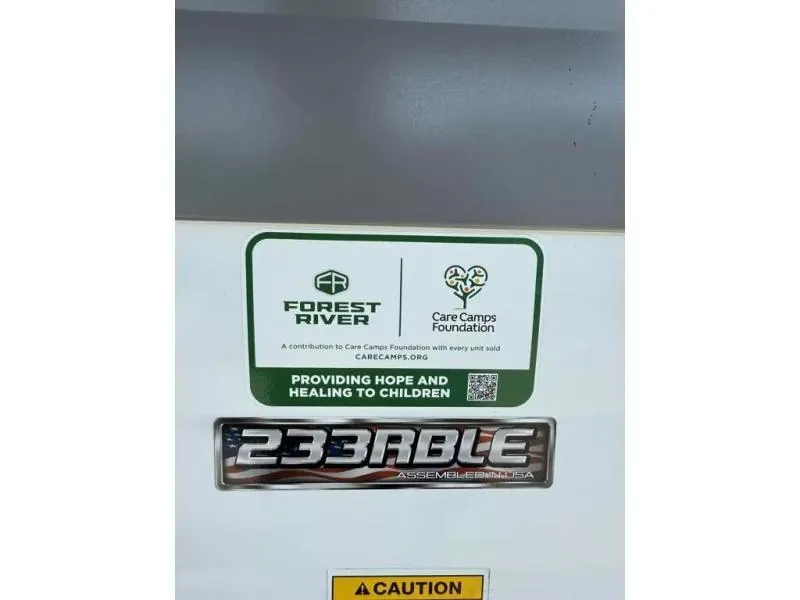 FR
FOREST
RIVER
Care Camps
Foundation
A contribution to Care Camps Foundation with every unit sold
CARECAMPS.ORG
PROVIDING HOPE AND
HEALING TO CHILDREN
233RBLE
ASSEMBLED IN USA
CAUTION